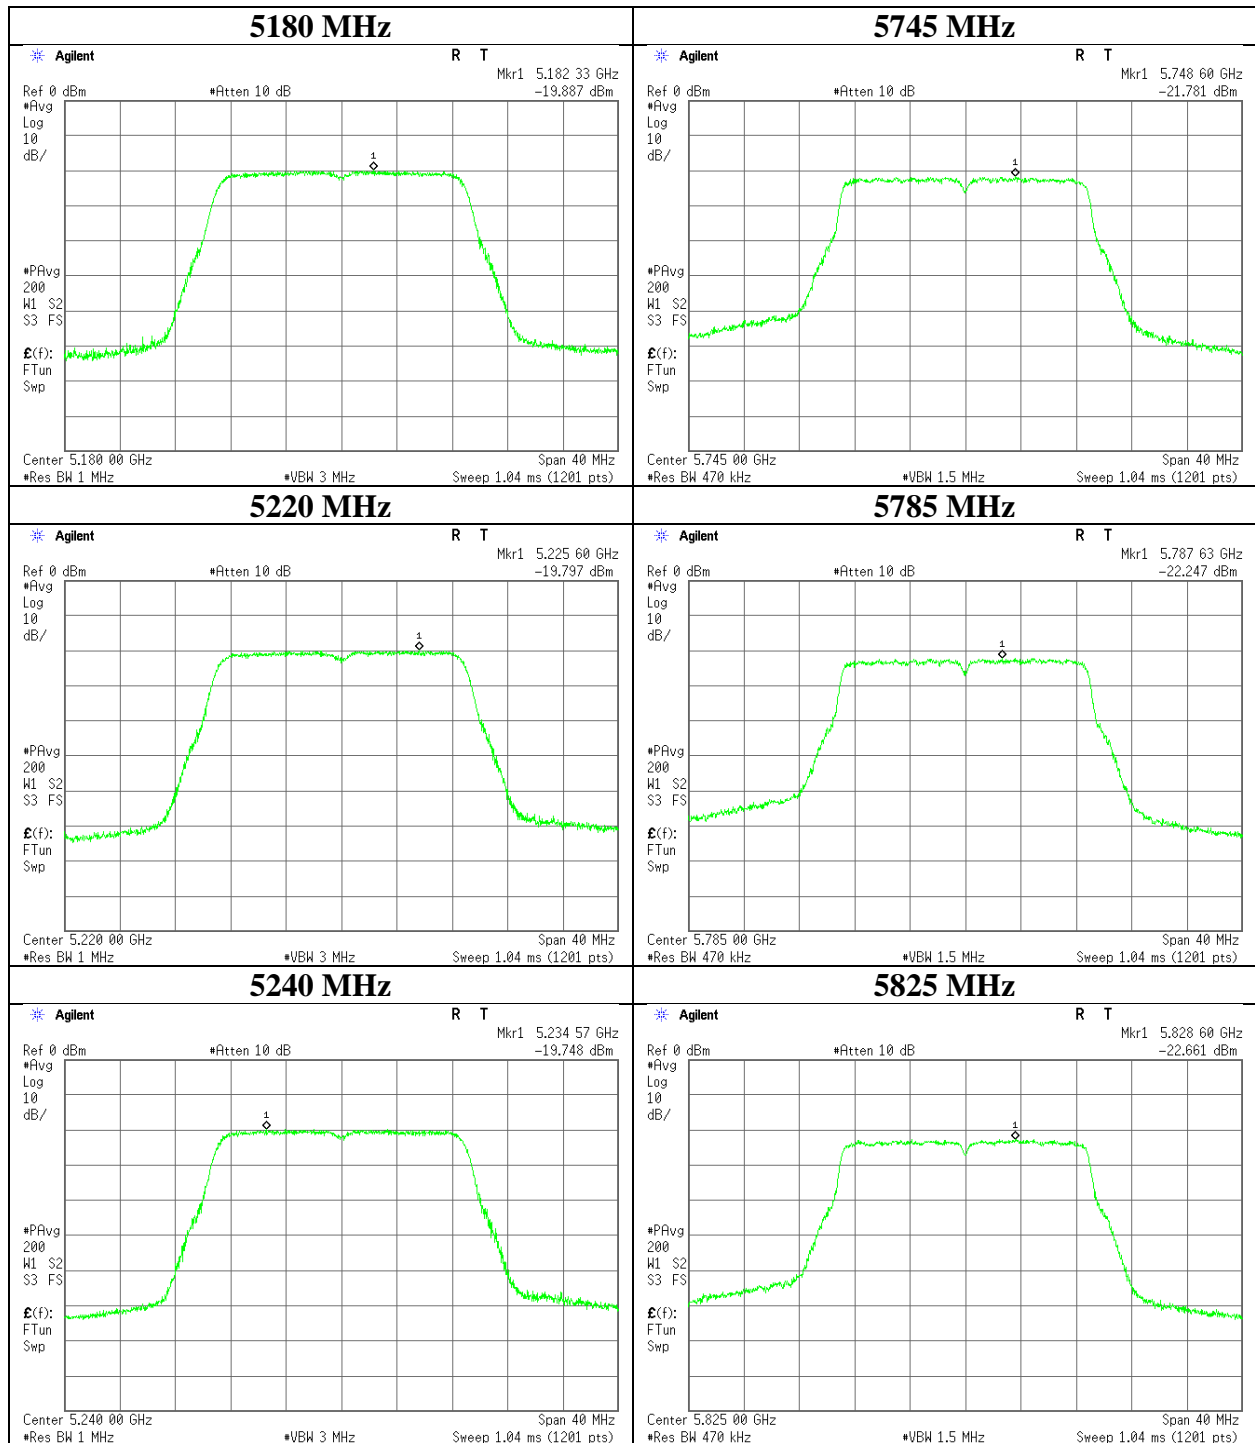 5180 MHz
Agilent R T
Mkr1 5.182 33 GHz
Ref 0 dBm #Atten 10 dB -19.887 dBm
#Avg
Log
10
dB/
1
#PAvg
200
W1 S2
S3 FS
£(f):
FTun
Swp
Center 5.180 00 GHz Span 40 MHz
#Res BW 1 MHz #VBW 3 MHz Sweep 1.04 ms (1201 pts)
5745 MHz
Agilent R T
Mkr1 5.748 60 GHz
Ref 0 dBm #Atten 10 dB -21.781 dBm
#Avg
Log
10
dB/
1
#PAvg
200
W1 S2
S3 FS
£(f):
FTun
Swp
Center 5.745 00 GHz Span 40 MHz
#Res BW 470 kHz #VBW 1.5 MHz Sweep 1.04 ms (1201 pts)
5220 MHz
Agilent R T
Mkr1 5.225 60 GHz
Ref 0 dBm #Atten 10 dB -19.797 dBm
#Avg
Log
10
dB/
1
#PAvg
200
W1 S2
S3 FS
£(f):
FTun
Swp
Center 5.220 00 GHz Span 40 MHz
#Res BW 1 MHz #VBW 3 MHz Sweep 1.04 ms (1201 pts)
5785 MHz
Agilent R T
Mkr1 5.787 63 GHz
Ref 0 dBm #Atten 10 dB -22.247 dBm
#Avg
Log
10
dB/
1
#PAvg
200
W1 S2
S3 FS
£(f):
FTun
Swp
Center 5.785 00 GHz Span 40 MHz
#Res BW 470 kHz #VBW 1.5 MHz Sweep 1.04 ms (1201 pts)
5240 MHz
Agilent R T
Mkr1 5.234 57 GHz
Ref 0 dBm #Atten 10 dB -19.748 dBm
#Avg
Log
10
dB/
1
#PAvg
200
W1 S2
S3 FS
£(f):
FTun
Swp
Center 5.240 00 GHz Span 40 MHz
#Res BW 1 MHz #VBW 3 MHz Sweep 1.04 ms (1201 pts)
5825 MHz
Agilent R T
Mkr1 5.828 60 GHz
Ref 0 dBm #Atten 10 dB -22.661 dBm
#Avg
Log
10
dB/
1
#PAvg
200
W1 S2
S3 FS
£(f):
FTun
Swp
Center 5.825 00 GHz Span 40 MHz
#Res BW 470 kHz #VBW 1.5 MHz Sweep 1.04 ms (1201 pts)